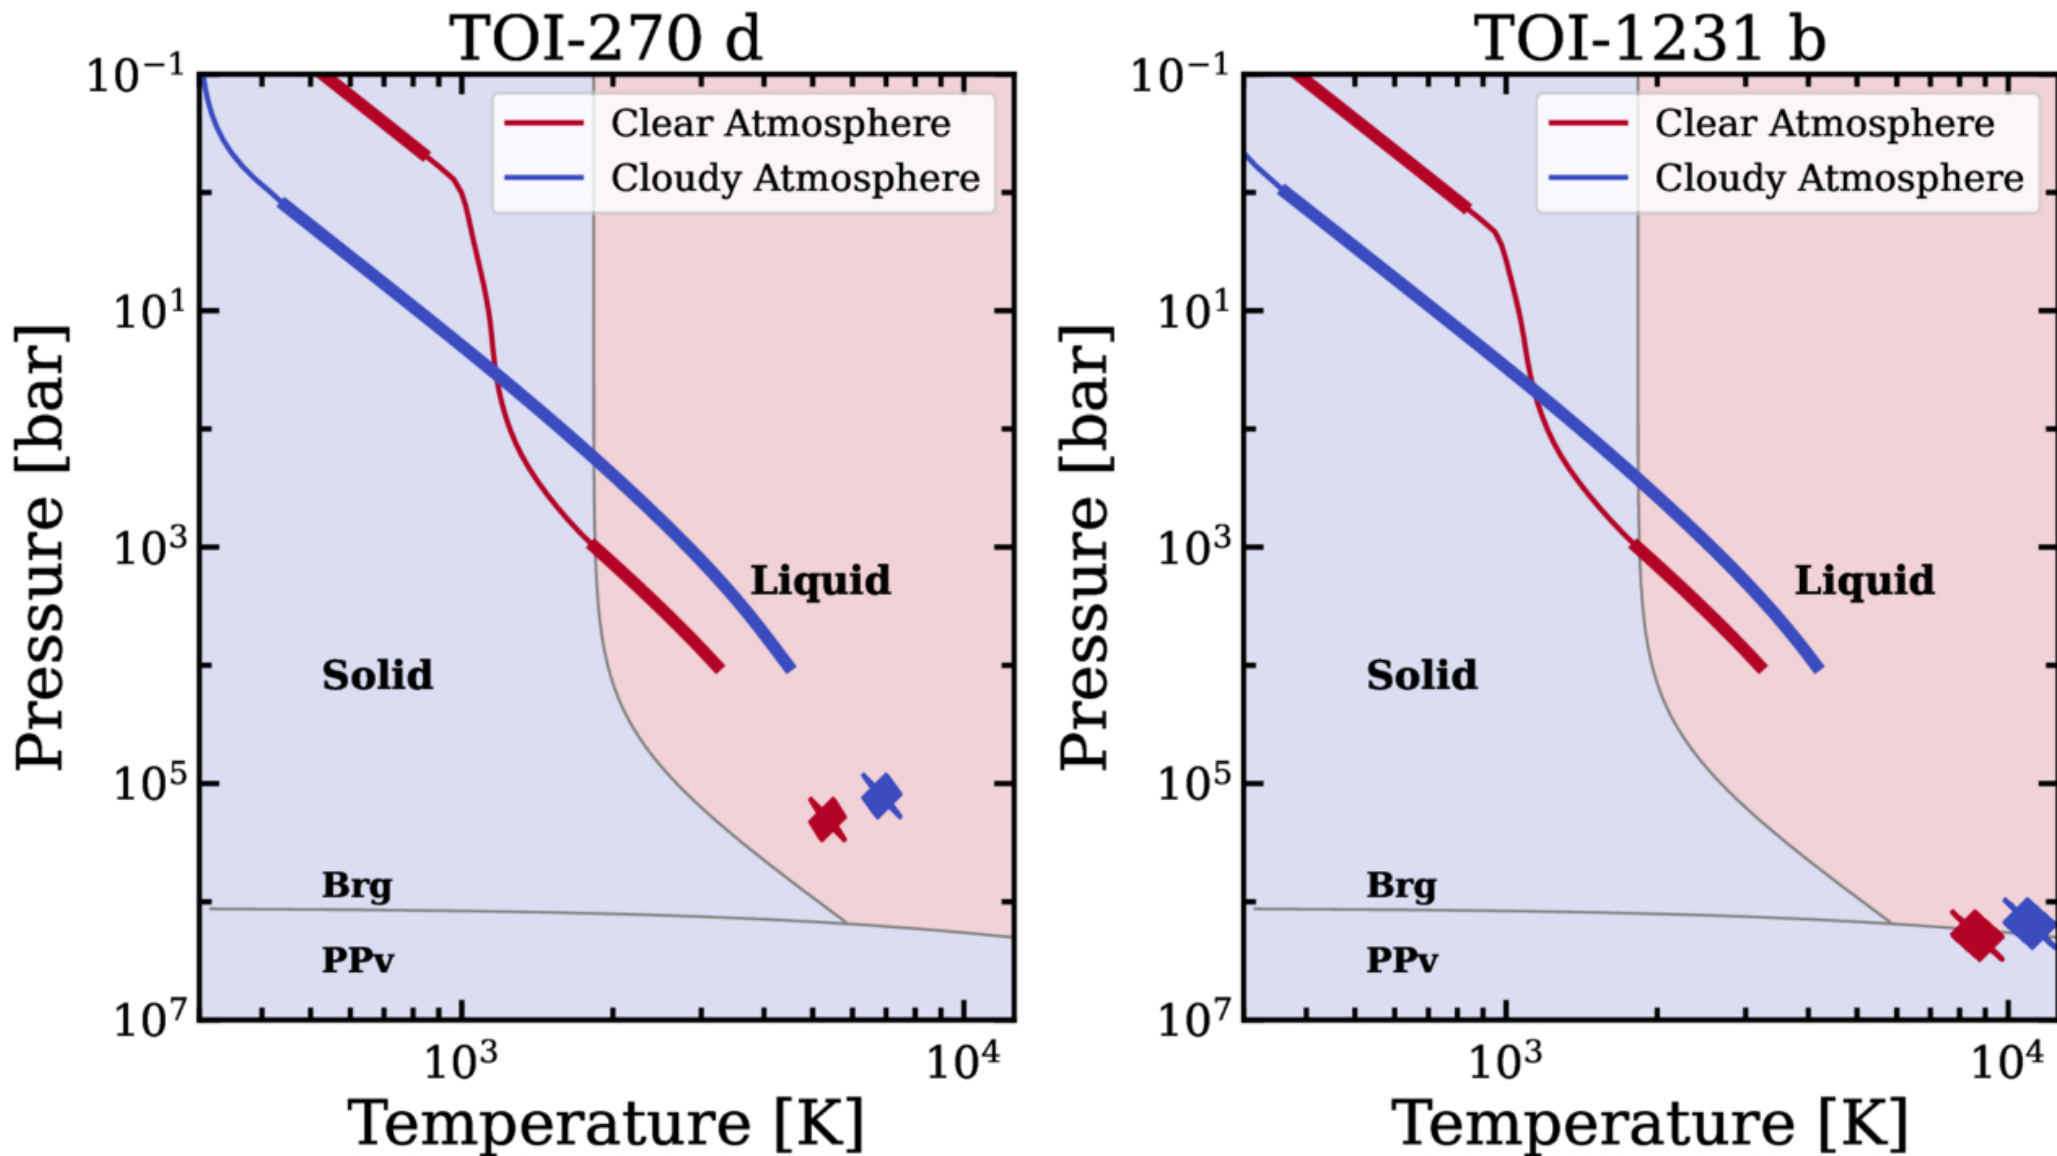 TOI-270 d
10⁻¹
10¹
10³
10⁵
10⁷
Pressure [bar]
Clear Atmosphere
Cloudy Atmosphere
Liquid
Solid
Brg
PPv
10³
10⁴
Temperature [K]
TOI-1231 b
10⁻¹
10¹
10³
10⁵
10⁷
Pressure [bar]
Clear Atmosphere
Cloudy Atmosphere
Liquid
Solid
Brg
PPv
10³
10⁴
Temperature [K]